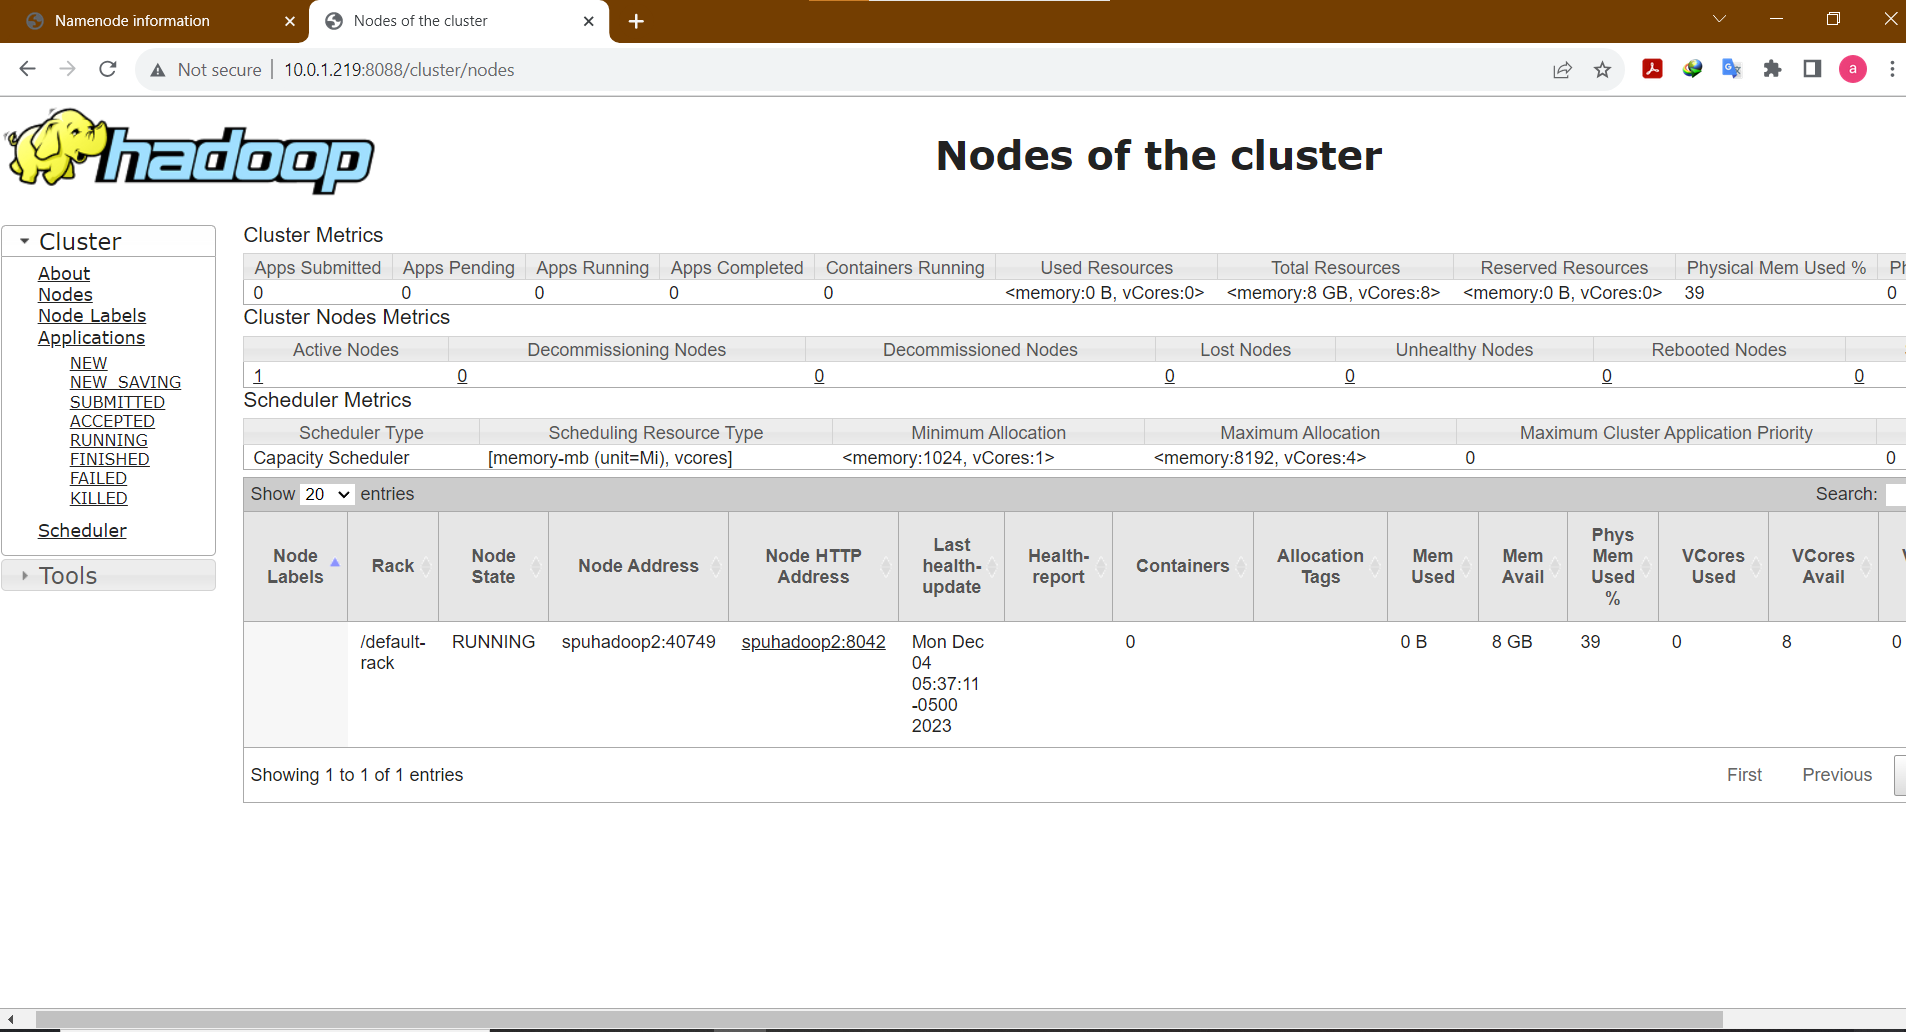 Namenode information
Nodes of the cluster
Not secure 10.0.1.219:8088/cluster/nodes
a
hadoop
Nodes of the cluster
Cluster
About
Nodes
Node Labels
Applications
NEW
NEW_SAVING
SUBMITTED
ACCEPTED
RUNNING
FINISHED
FAILED
KILLED
Scheduler
Tools
Cluster Metrics
Apps Submitted Apps Pending Apps Running Apps Completed Containers Running Used Resources Total Resources Reserved Resources Physical Mem Used %
0 0 0 0 0 <memory:0 B, vCores:0> <memory:8 GB, vCores:8> <memory:0 B, vCores:0> 39 0
Cluster Nodes Metrics
Active Nodes Decommissioning Nodes Decommissioned Nodes Lost Nodes Unhealthy Nodes Rebooted Nodes
1 0 0 0 0 0 0
Scheduler Metrics
Scheduler Type Scheduling Resource Type Minimum Allocation Maximum Allocation Maximum Cluster Application Priority
Capacity Scheduler [memory-mb (unit=Mi), vcores] <memory:1024, vCores:1> <memory:8192, vCores:4> 0 0
Show 20 entries Search:
Node Labels Rack Node State Node Address Node HTTP Address Last health-update Health-report Containers Allocation Tags Mem Used Mem Avail Phys Mem Used % VCores Used VCores Avail
/default-rack RUNNING spuhadoop2:40749 spuhadoop2:8042 Mon Dec 04 05:37:11 -0500 2023 0 0 B 8 GB 39 0 8 0
Showing 1 to 1 of 1 entries First Previous